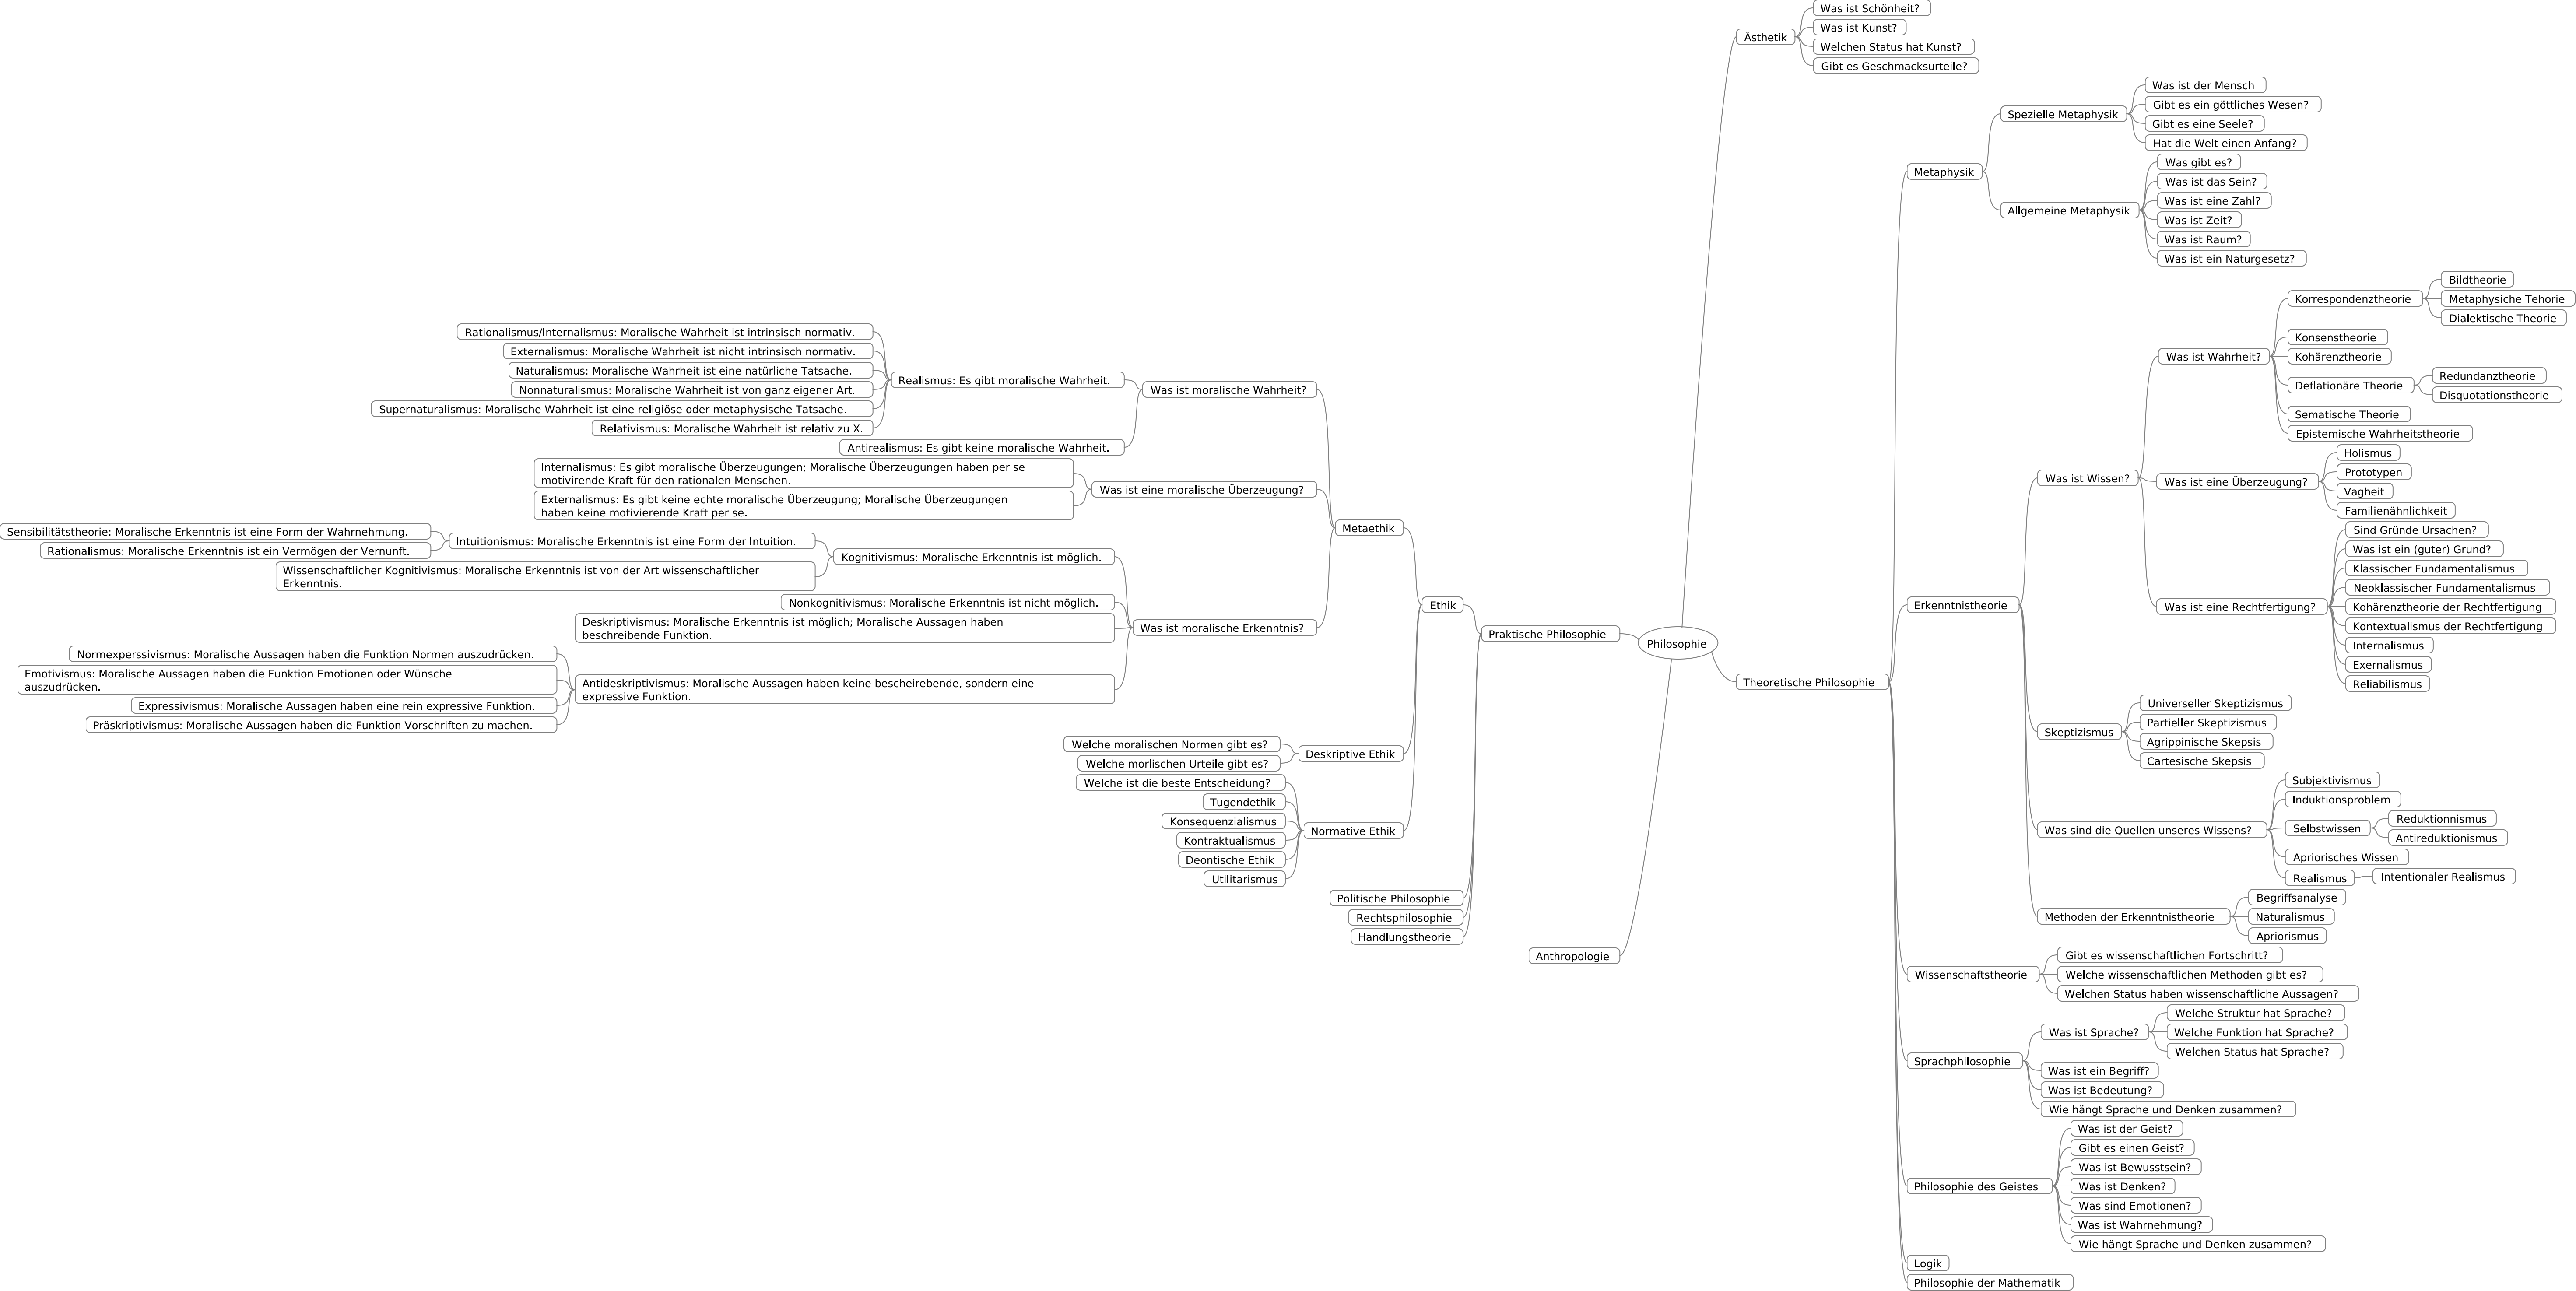 Philosophie
Ästhetik
Was ist Schönheit?
Was ist Kunst?
Welchen Status hat Kunst?
Gibt es Geschmacksurteile?
Theoretische Philosophie
Metaphysik
Spezielle Metaphysik
Was ist der Mensch
Gibt es ein göttliches Wesen?
Gibt es eine Seele?
Hat die Welt einen Anfang?
Allgemeine Metaphysik
Was gibt es?
Was ist das Sein?
Was ist eine Zahl?
Was ist Zeit?
Was ist Raum?
Was ist ein Naturgesetz?
Erkenntnistheorie
Was ist Wissen?
Was ist Wahrheit?
Korrespondenztheorie
Bildtheorie
Metaphysiche Tehorie
Dialektische Theorie
Konsenstheorie
Kohärenztheorie
Deflationäre Theorie
Redundanztheorie
Disquotationstheorie
Sematische Theorie
Epistemische Wahrheitstheorie
Was ist eine Überzeugung?
Holismus
Prototypen
Vagheit
Familienähnlichkeit
Was ist eine Rechtfertigung?
Sind Gründe Ursachen?
Was ist ein (guter) Grund?
Klassischer Fundamentalismus
Neoklassischer Fundamentalismus
Kohärenztheorie der Rechtfertigung
Kontextualismus der Rechtfertigung
Internalismus
Exernalismus
Reliabilismus
Skeptizismus
Universeller Skeptizismus
Partieller Skeptizismus
Agrippinische Skepsis
Cartesische Skepsis
Was sind die Quellen unseres Wissens?
Subjektivismus
Induktionsproblem
Selbstwissen
Reduktionnismus
Antireduktionismus
Apriorisches Wissen
Realismus
Intentionaler Realismus
Methoden der Erkenntnistheorie
Begriffsanalyse
Naturalismus
Apriorismus
Wissenschaftstheorie
Gibt es wissenschaftlichen Fortschritt?
Welche wissenschaftlichen Methoden gibt es?
Welchen Status haben wissenschaftliche Aussagen?
Sprachphilosophie
Was ist Sprache?
Welche Struktur hat Sprache?
Welche Funktion hat Sprache?
Welchen Status hat Sprache?
Was ist ein Begriff?
Was ist Bedeutung?
Wie hängt Sprache und Denken zusammen?
Philosophie des Geistes
Was ist der Geist?
Gibt es einen Geist?
Was ist Bewusstsein?
Was ist Denken?
Was sind Emotionen?
Was ist Wahrnehmung?
Wie hängt Sprache und Denken zusammen?
Logik
Philosophie der Mathematik
Praktische Philosophie
Ethik
Metaethik
Was ist moralische Wahrheit?
Realismus: Es gibt moralische Wahrheit.
Rationalismus/Internalismus: Moralische Wahrheit ist intrinsisch normativ.
Externalismus: Moralische Wahrheit ist nicht intrinsisch normativ.
Naturalismus: Moralische Wahrheit ist eine natürliche Tatsache.
Nonnaturalismus: Moralische Wahrheit ist von ganz eigener Art.
Supernaturalismus: Moralische Wahrheit ist eine religiöse oder metaphysische Tatsache.
Relativismus: Moralische Wahrheit ist relativ zu X.
Antirealismus: Es gibt keine moralische Wahrheit.
Was ist eine moralische Überzeugung?
Internalismus: Es gibt moralische Überzeugungen; Moralische Überzeugungen haben per se
motivirende Kraft für den rationalen Menschen.
Externalismus: Es gibt keine echte moralische Überzeugung; Moralische Überzeugungen
haben keine motivierende Kraft per se.
Was ist moralische Erkenntnis?
Kognitivismus: Moralische Erkenntnis ist möglich.
Intuitionismus: Moralische Erkenntnis ist eine Form der Intuition.
Sensibilitätstheorie: Moralische Erkenntnis ist eine Form der Wahrnehmung.
Rationalismus: Moralische Erkenntnis ist ein Vermögen der Vernunft.
Wissenschaftlicher Kognitivismus: Moralische Erkenntnis ist von der Art wissenschaftlicher
Erkenntnis.
Nonkognitivismus: Moralische Erkenntnis ist nicht möglich.
Deskriptivismus: Moralische Erkenntnis ist möglich; Moralische Aussagen haben
beschreibende Funktion.
Antideskriptivismus: Moralische Aussagen haben keine bescheirebende, sondern eine
expressive Funktion.
Normexperssivismus: Moralische Aussagen haben die Funktion Normen auszudrücken.
Emotivismus: Moralische Aussagen haben die Funktion Emotionen oder Wünsche
auszudrücken.
Expressivismus: Moralische Aussagen haben eine rein expressive Funktion.
Präskriptivismus: Moralische Aussagen haben die Funktion Vorschriften zu machen.
Deskriptive Ethik
Welche moralischen Normen gibt es?
Welche morlischen Urteile gibt es?
Normative Ethik
Welche ist die beste Entscheidung?
Tugendethik
Konsequenzialismus
Kontraktualismus
Deontische Ethik
Utilitarismus
Politische Philosophie
Rechtsphilosophie
Handlungstheorie
Anthropologie